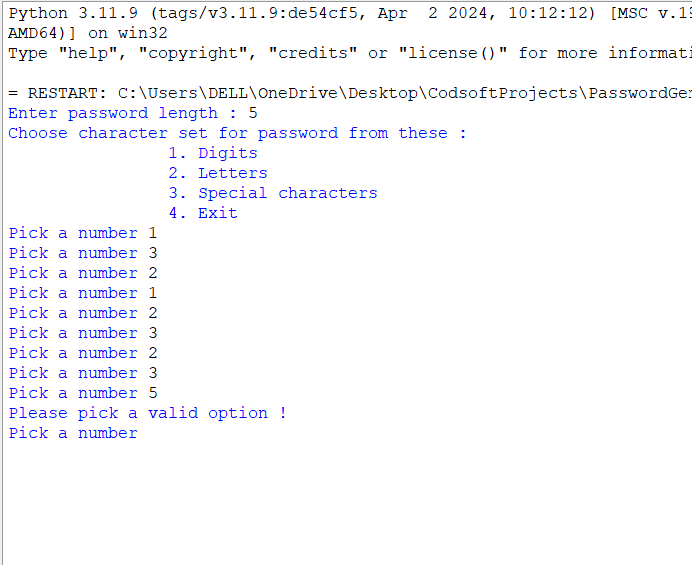 Python 3.11.9 (tags/v3.11.9:de54cf5, Apr  2 2024, 10:12:12) [MSC v.19
AMD64)] on win32
Type "help", "copyright", "credits" or "license()" for more informati
= RESTART: C:\Users\DELL\OneDrive\Desktop\CodsoftProjects\PasswordGen
Enter password length : 5
Choose character set for password from these :
1. Digits
2. Letters
3. Special characters
4. Exit
Pick a number 1
Pick a number 3
Pick a number 2
Pick a number 1
Pick a number 2
Pick a number 3
Pick a number 2
Pick a number 3
Pick a number 5
Please pick a valid option !
Pick a number